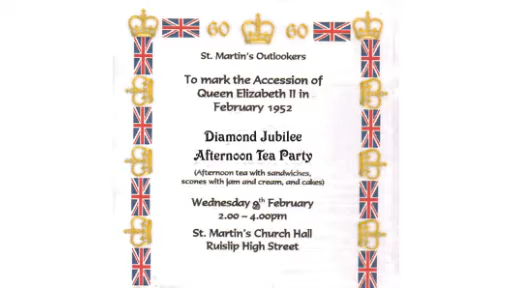 60 60
St. Martin's Outlookers
To mark the Accession of
Queen Elizabeth II in
February 1952
Diamond Jubilee
Afternoon Tea Party
(Afternoon tea with sandwiches,
scones with jam and cream, and cakes)
Wednesday 8th February
2.00 – 4.00pm
St. Martin's Church Hall
Ruislip High Street